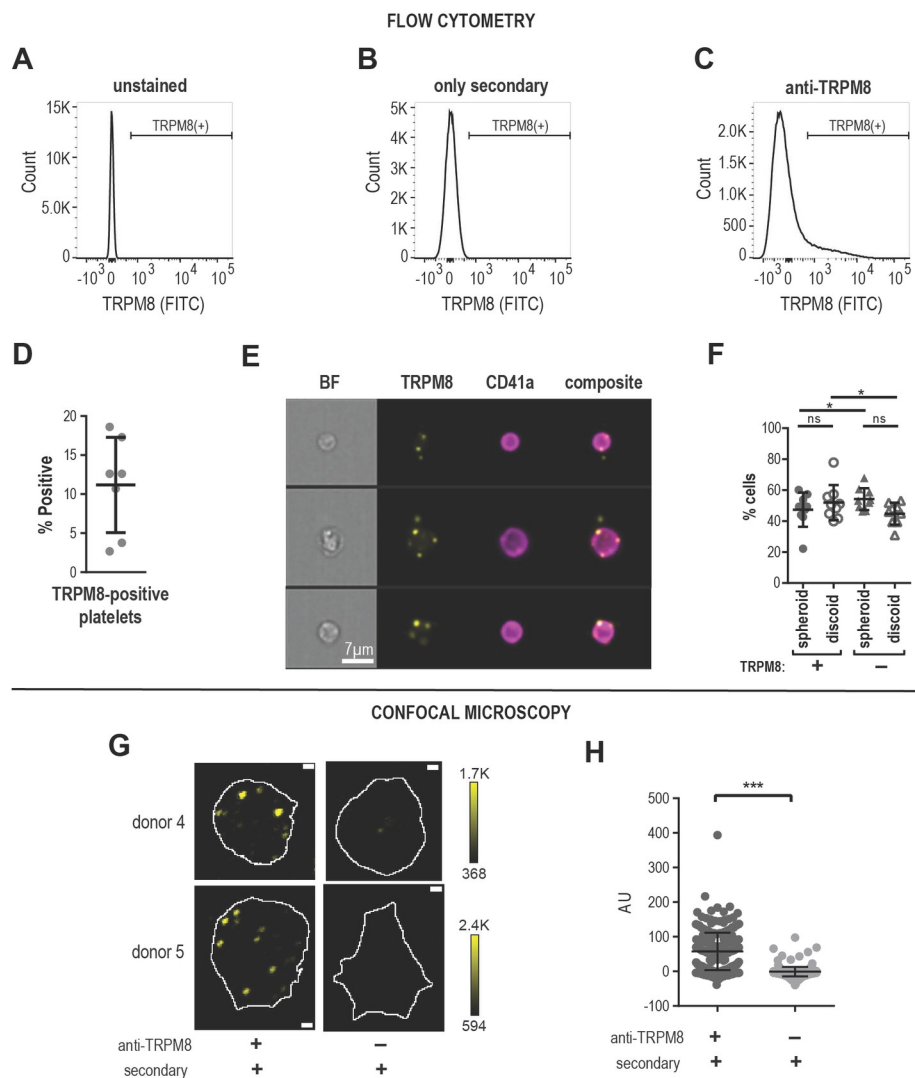 FLOW CYTOMETRY
A
unstained
15K
10K
5.0K
0
Count
TRPM8(+)
-10³ 0 10³ 10⁴ 10⁵
TRPM8 (FITC)
B
only secondary
5K
4K
3K
2K
1K
0
Count
TRPM8(+)
-10³ 0 10³ 10⁴ 10⁵
TRPM8 (FITC)
C
anti-TRPM8
2.0K
1.5K
1.0K
500
0
Count
TRPM8(+)
-10³ 0 10³ 10⁴ 10⁵
TRPM8 (FITC)
D
20
15
10
5
0
% Positive
TRPM8-positive
platelets
E
BF TRPM8 CD41a composite
7µm
F
* 
*
ns ns
100
80
60
40
20
0
% cells
spheroid
discoid
spheroid
discoid
TRPM8: + −
CONFOCAL MICROSCOPY
G
donor 4
1.7K
368
donor 5
2.4K
594
anti-TRPM8 + −
secondary + +
H
***
500
400
300
200
100
0
-100
AU
+ −
anti-TRPM8
secondary + +